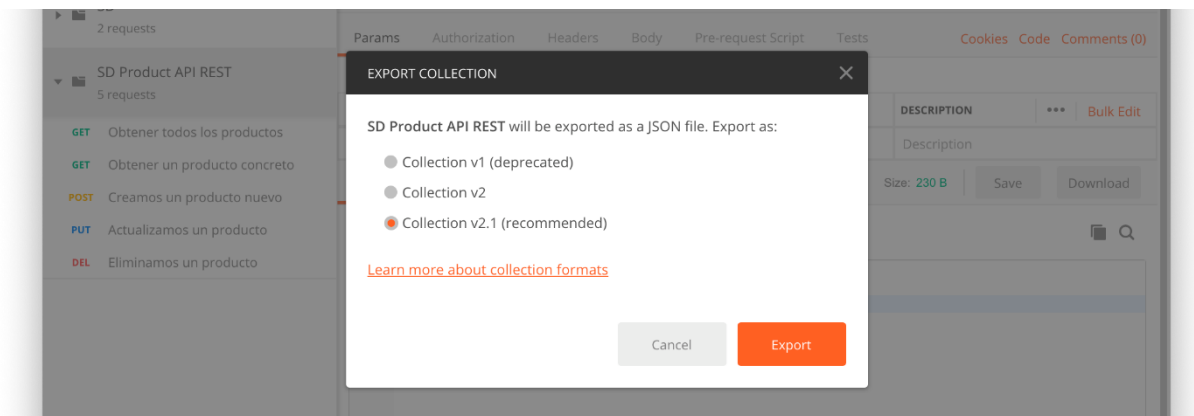 2 requests
SD Product API REST
5 requests
GET Obtener todos los productos
GET Obtener un producto concreto
POST Creamos un producto nuevo
PUT Actualizamos un producto
DEL Eliminamos un producto
Params Authorization Headers Body Pre-request Script Tests Cookies Code Comments (0)
EXPORT COLLECTION
SD Product API REST will be exported as a JSON file. Export as:
Collection v1 (deprecated)
Collection v2
Collection v2.1 (recommended)
Learn more about collection formats
Cancel Export
DESCRIPTION ••• Bulk Edit
Description
Size: 230 B Save Download